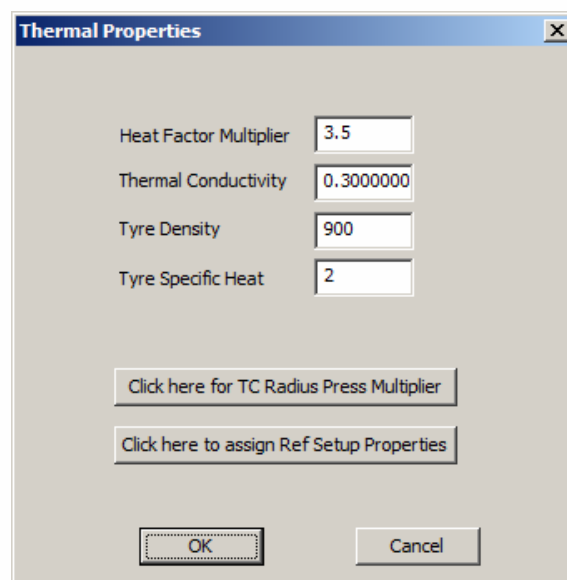 Thermal Properties
Heat Factor Multiplier 3.5
Thermal Conductivity 0.3000000
Tyre Density 900
Tyre Specific Heat 2
Click here for TC Radius Press Multiplier
Click here to assign Ref Setup Properties
OK Cancel